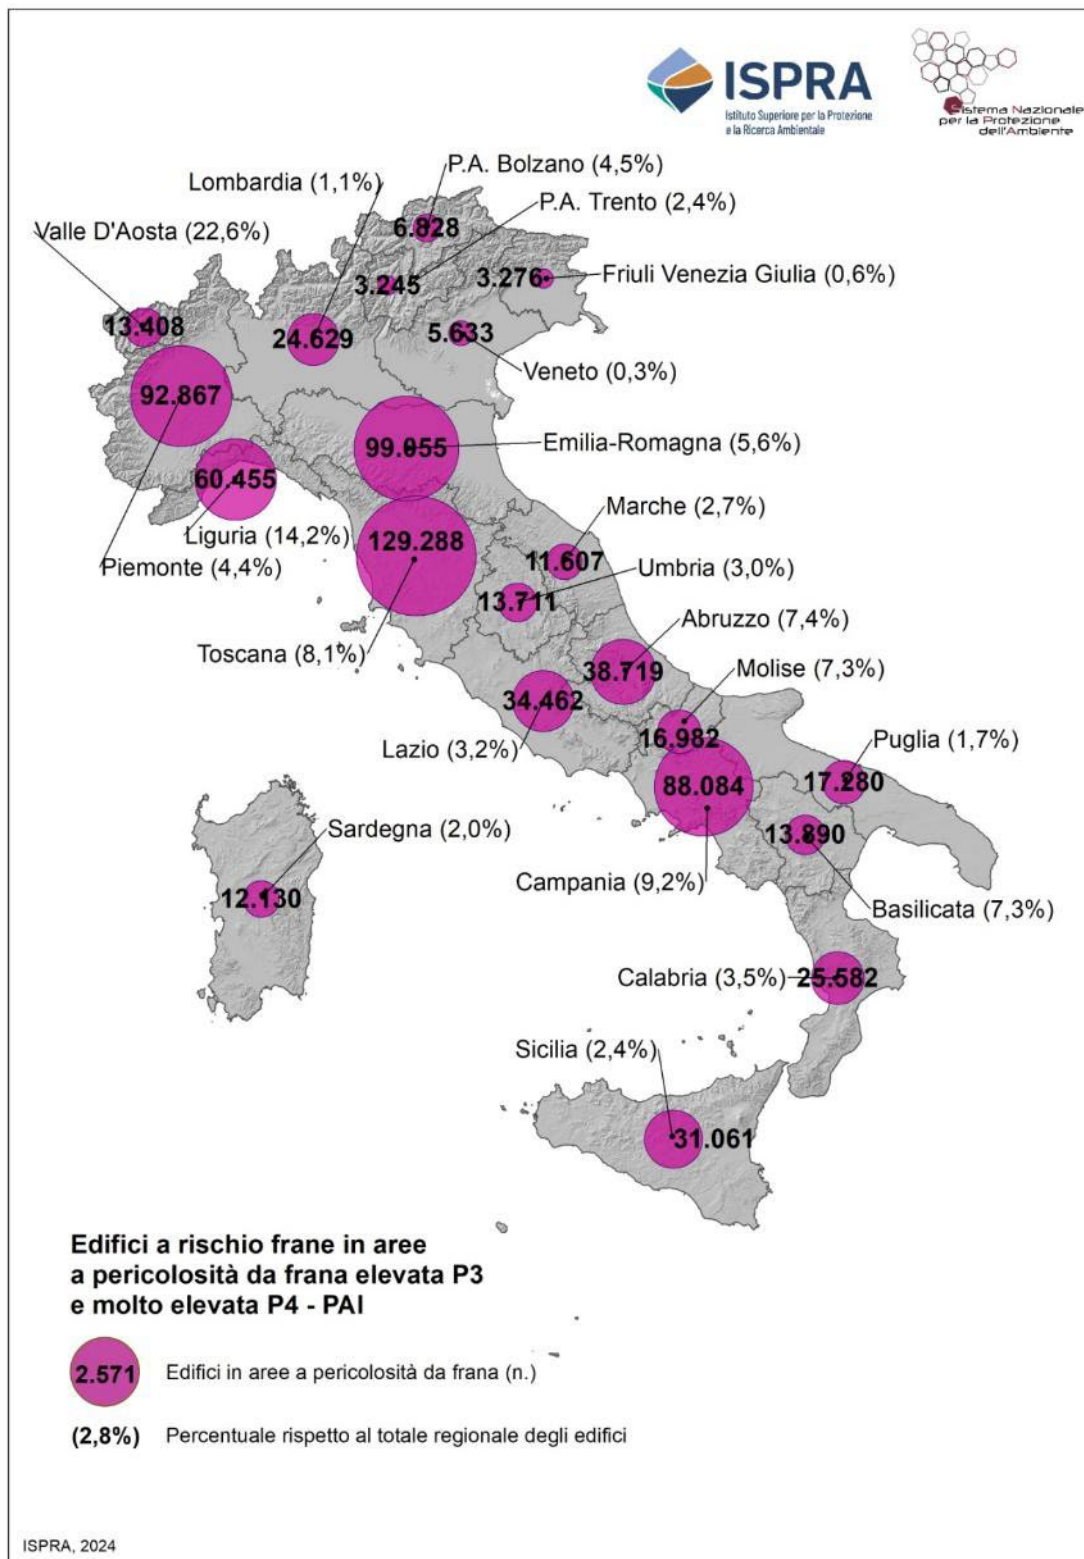 ISPRA
Istituto Superiore per la Protezione
e la Ricerca Ambientale
Sistema Nazionale
per la Protezione
dell'Ambiente
P.A. Bolzano (4,5%)
Lombardia (1,1%)
P.A. Trento (2,4%)
Valle D'Aosta (22,6%)
6.828
3.245
3.276
Friuli Venezia Giulia (0,6%)
13.408
24.629
5.633
Veneto (0,3%)
92.867
99.055
Emilia-Romagna (5,6%)
60.455
Marche (2,7%)
Liguria (14,2%)
129.288
11.607
Piemonte (4,4%)
Umbria (3,0%)
13.711
Abruzzo (7,4%)
Toscana (8,1%)
38.719
Molise (7,3%)
34.462
16.982
Puglia (1,7%)
Lazio (3,2%)
88.084
17.280
Sardegna (2,0%)
13.890
Campania (9,2%)
12.130
Basilicata (7,3%)
Calabria (3,5%)
25.582
Sicilia (2,4%)
31.061
Edifici a rischio frane in aree
a pericolosità da frana elevata P3
e molto elevata P4 - PAI
2.571
Edifici in aree a pericolosità da frana (n.)
(2,8%)
Percentuale rispetto al totale regionale degli edifici
ISPRA, 2024